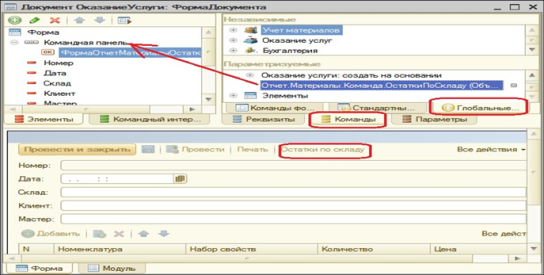 Документ ОказаниеУслуги: ФормаДокумента
Форма
Командная панель
ФормаОтчетМатериалыОстатк
Номер
Дата
Склад
Клиент
Мастер
Элементы
Командный интер...
Независимые
Учет материалов
Оказание услуг
Бухгалтерия
Параметризуемые
Оказание услуги: создать на основании
Отчет.Материалы.Команда.ОстаткиПоСкладу (Объ...
Элементы
Команды фо...
Стандартны...
Глобальные...
Реквизиты
Команды
Параметры
Провести и закрыть
Провести
Печать
Остатки по складу
Все действия
Номер:
Дата: . . : :
Склад:
Клиент:
Мастер:
Добавить
Все дейст
N Номенклатура Набор свойств Количество Цена
Форма
Модуль